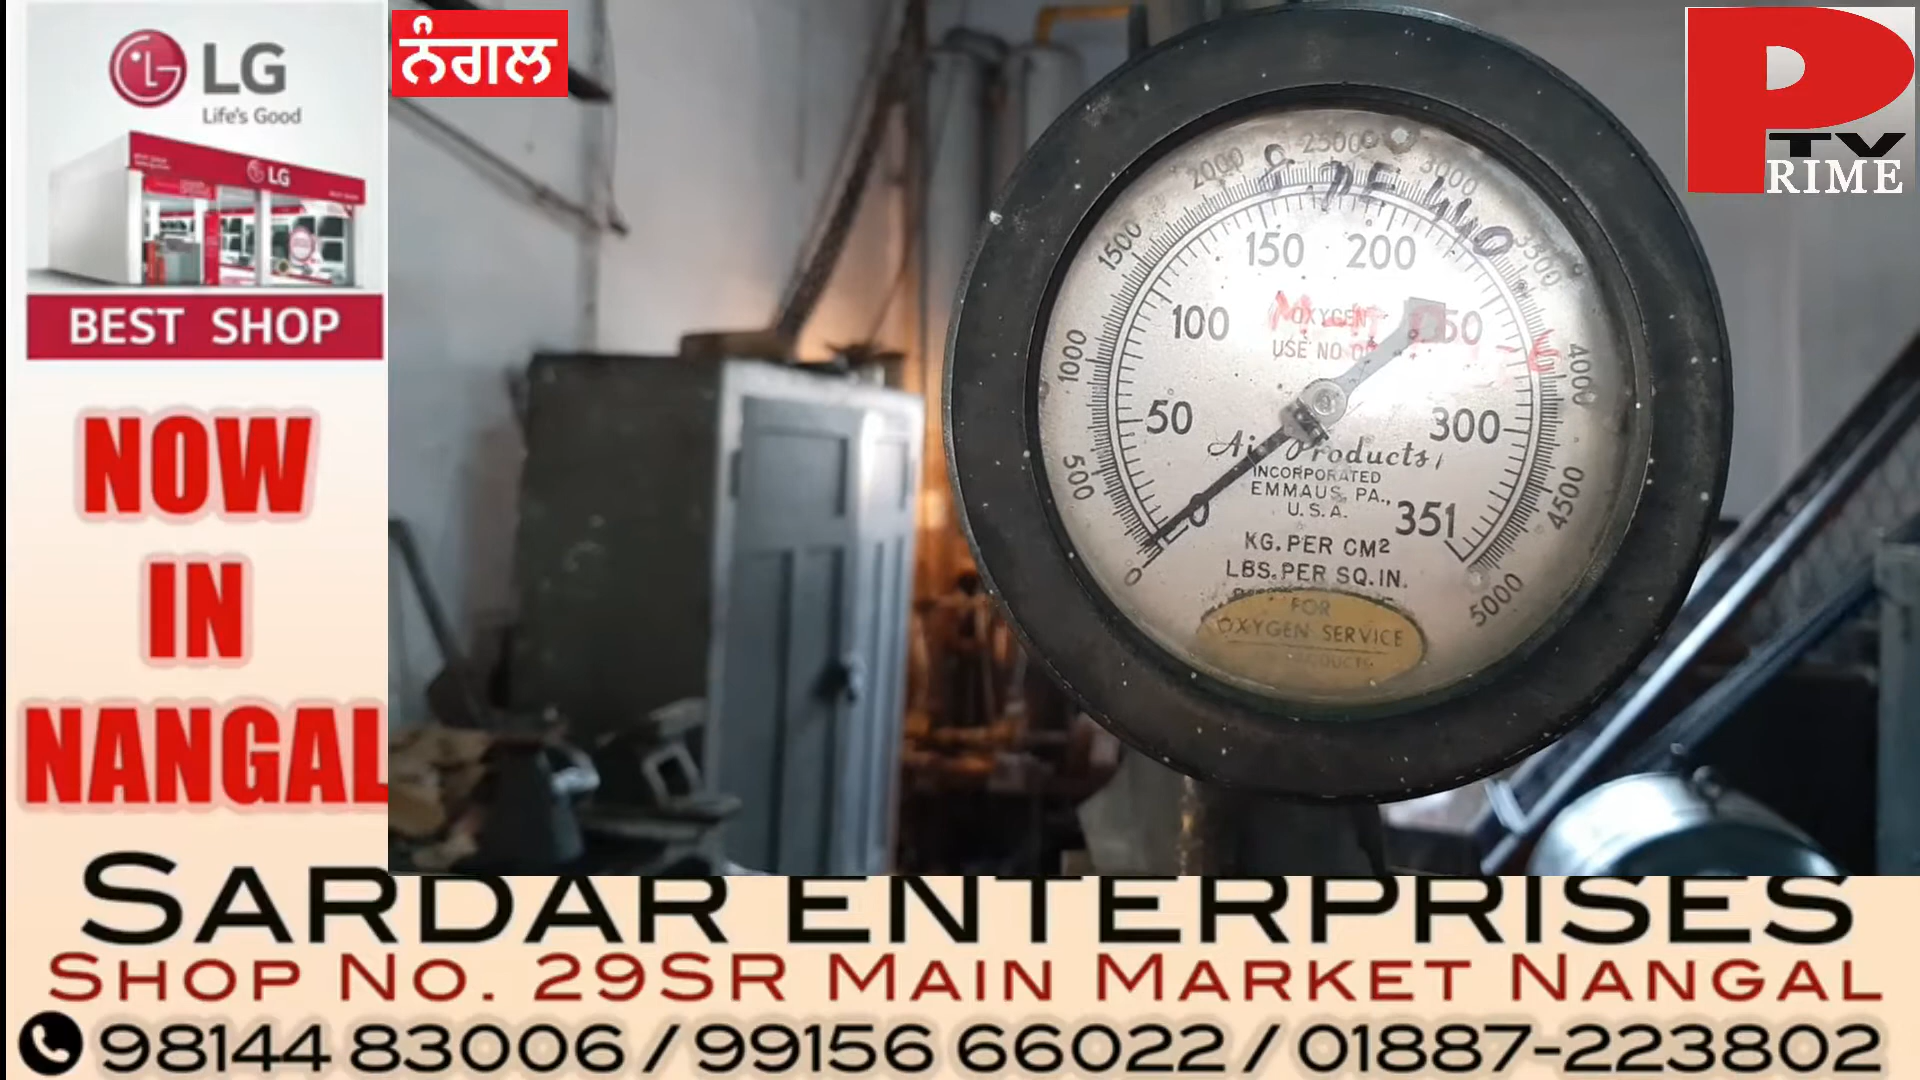 LG
Life's Good
LG
BEST SHOP
NOW
IN
NANGAL
ਨੰਗਲ
P
TV
RIME
2500
2000
3000
1500
1000
4000
500
4500
0
5000
150
200
100
50
300
0
351
OXYGEN
USE NO
Air Products
INCORPORATED
EMMAUS, PA.,
U.S.A.
KG. PER CM²
LBS. PER SQ. IN.
FOR
OXYGEN SERVICE
SARDAR ENTERPRISES
SHOP NO. 29SR MAIN MARKET NANGAL
98144 83006 / 99156 66022 / 01887-223802